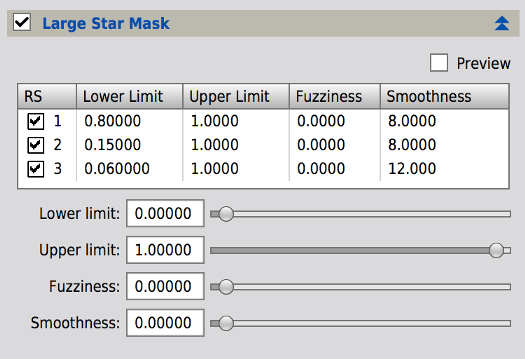 Large Star Mask
Preview
RS Lower Limit Upper Limit Fuzziness Smoothness
1 0.80000 1.0000 0.0000 8.0000
2 0.15000 1.0000 0.0000 8.0000
3 0.060000 1.0000 0.0000 12.000
Lower limit: 0.00000
Upper limit: 1.00000
Fuzziness: 0.00000
Smoothness: 0.00000